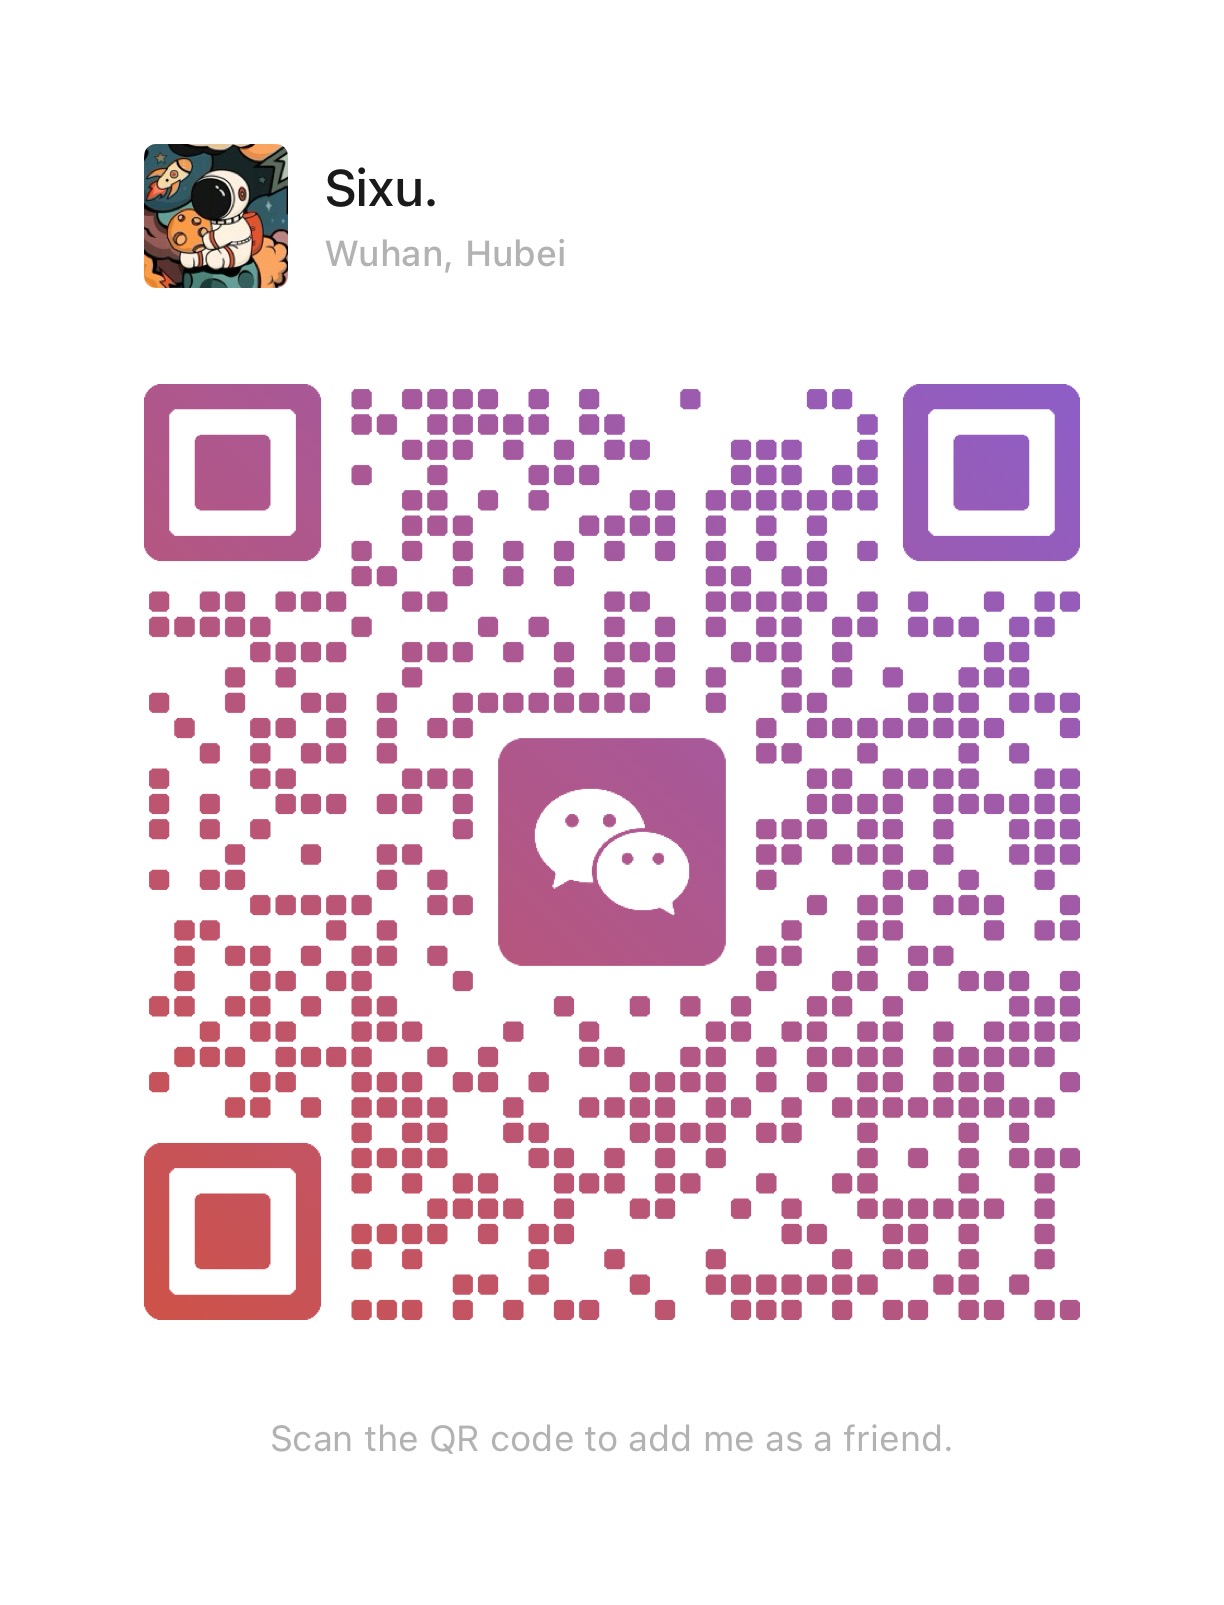 Sixu.
Wuhan, Hubei
Scan the QR code to add me as a friend.